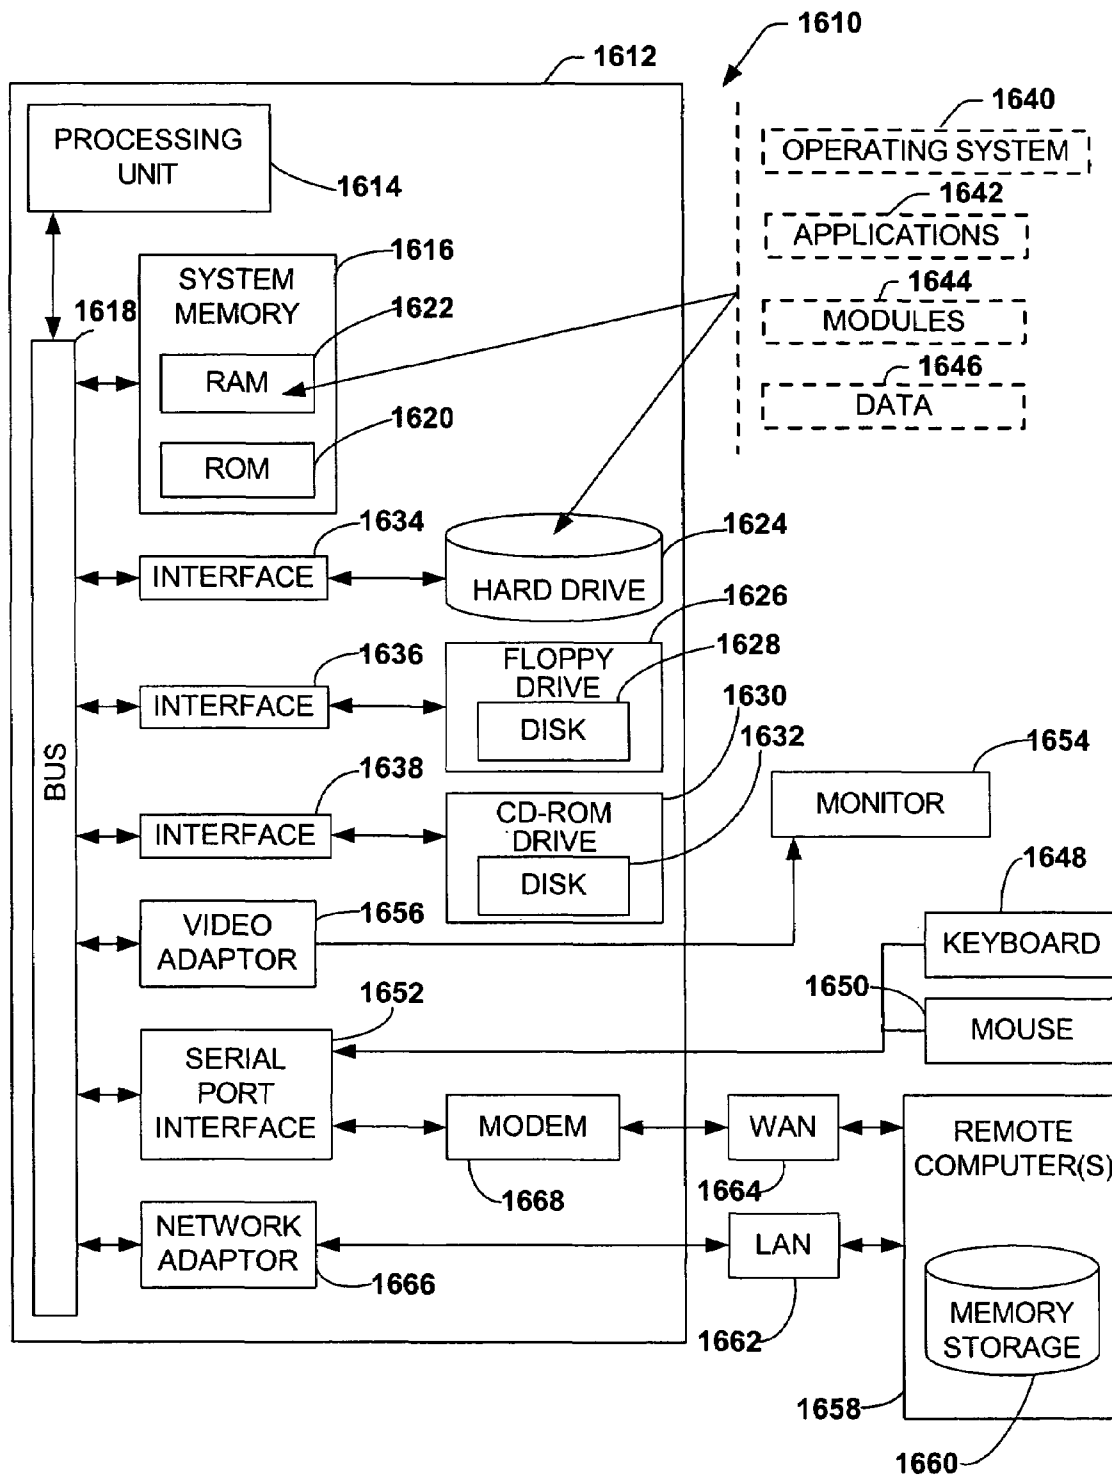 1610
1612
1640
PROCESSING
UNIT
OPERATING SYSTEM
1614
1642
APPLICATIONS
1616
SYSTEM
MEMORY
1618
1622
1644
MODULES
RAM
1646
1620
DATA
ROM
1634
1624
INTERFACE
HARD DRIVE
1626
1636
1628
FLOPPY
DRIVE
INTERFACE
1630
DISK
1632
1654
BUS
1638
MONITOR
CD-ROM
DRIVE
INTERFACE
1648
DISK
1656
VIDEO
ADAPTOR
KEYBOARD
1652
1650
MOUSE
SERIAL
PORT
INTERFACE
MODEM
WAN
REMOTE
COMPUTER(S)
1668
1664
NETWORK
ADAPTOR
LAN
1666
MEMORY
STORAGE
1662
1658
1660